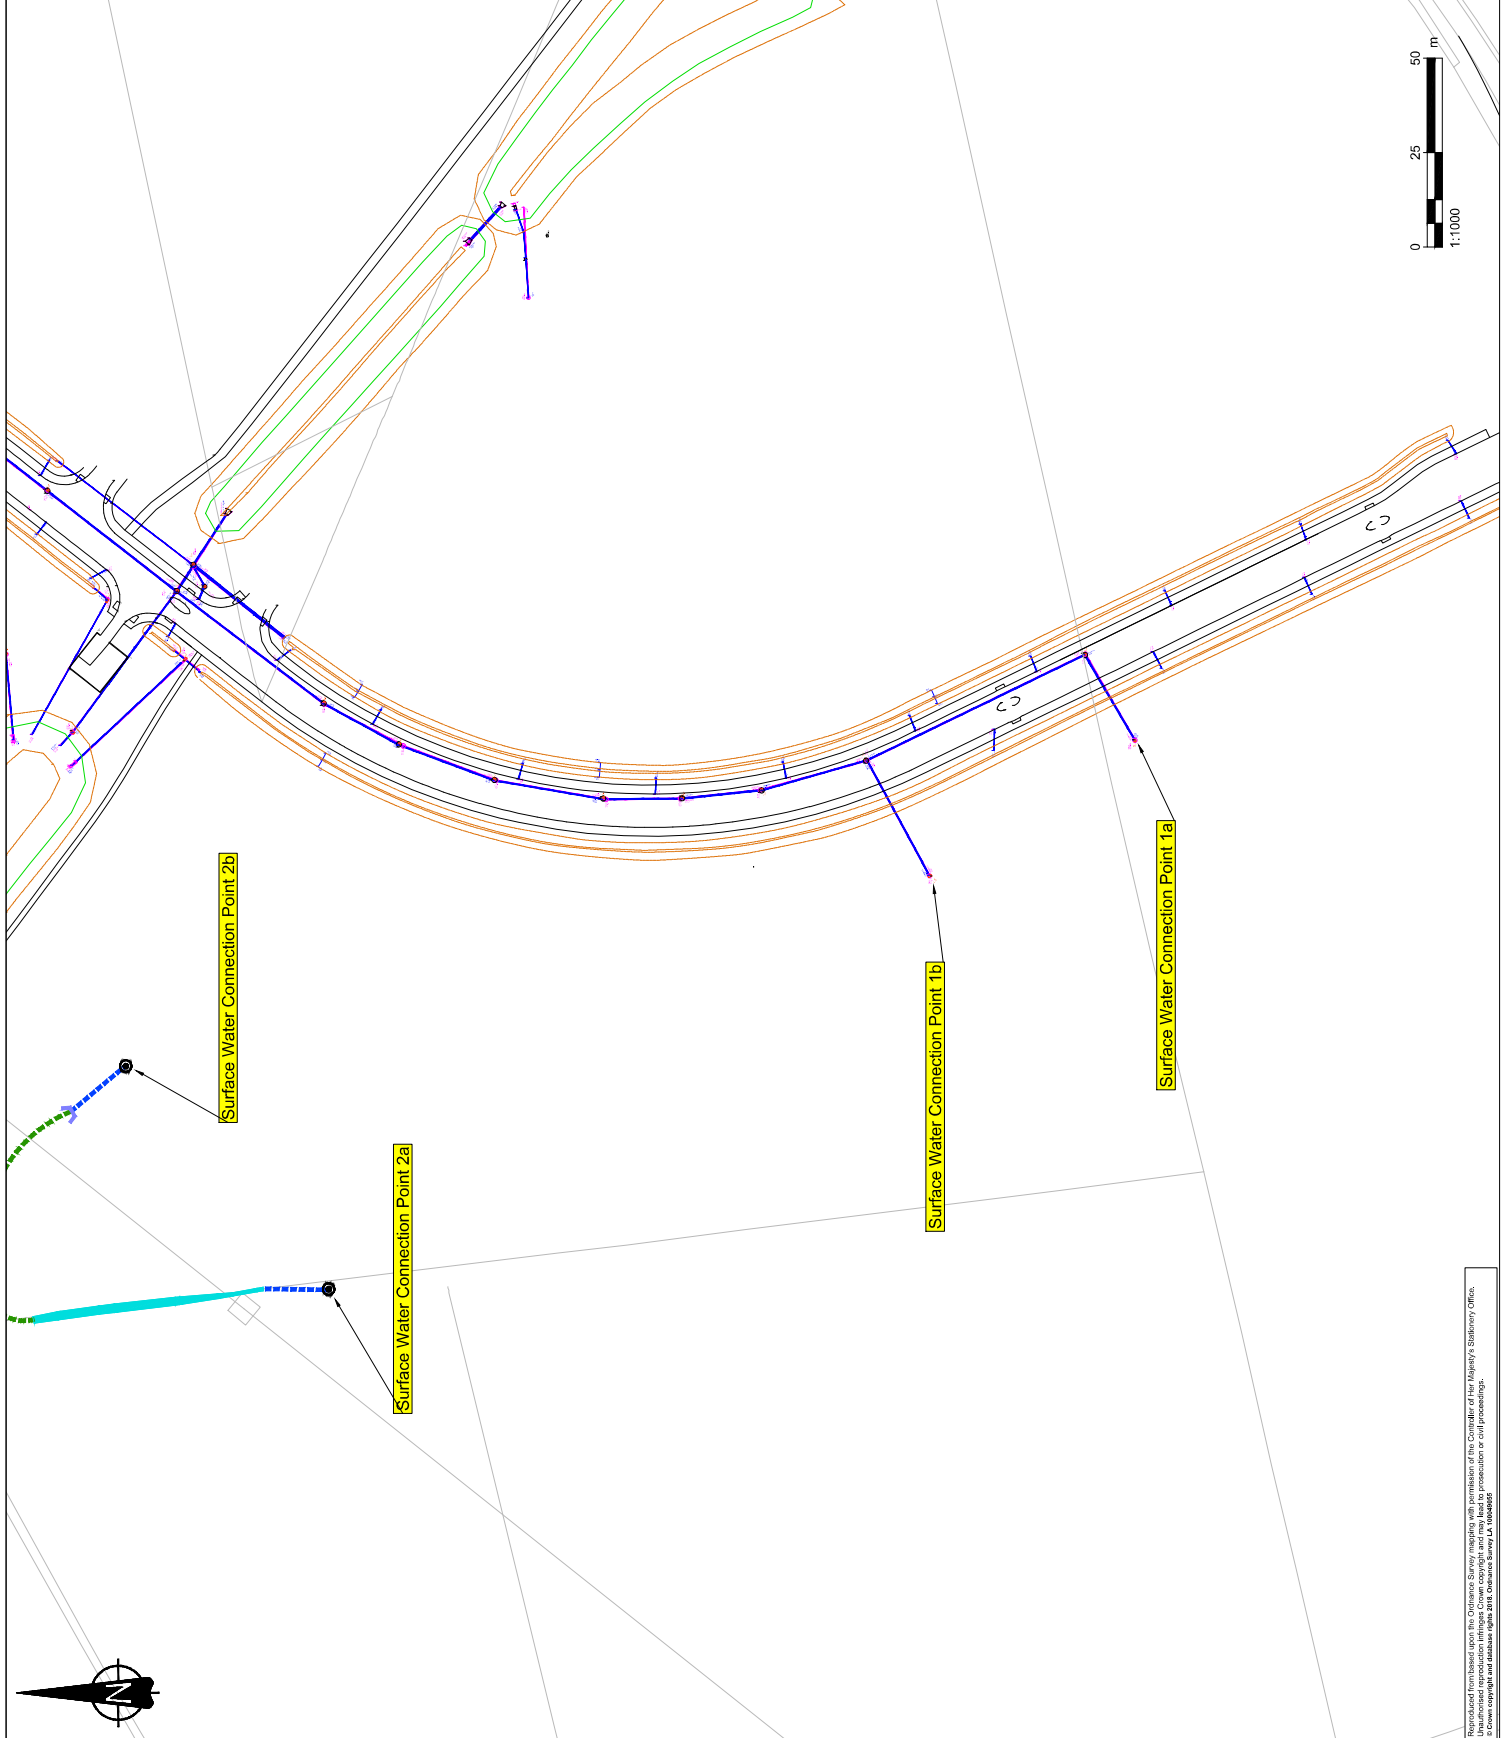 Surface Water Connection Point 2b
Surface Water Connection Point 2a
Surface Water Connection Point 1b
Surface Water Connection Point 1a
0
25
50
m
1:1000
N
Reproduced from/based upon the Ordnance Survey mapping with permission of the Controller of Her Majesty's Stationery Office.
Unauthorised reproduction infringes Crown copyright and may lead to prosecution or civil proceedings.
© Crown copyright and database rights 2018. Ordnance Survey LA 100049055